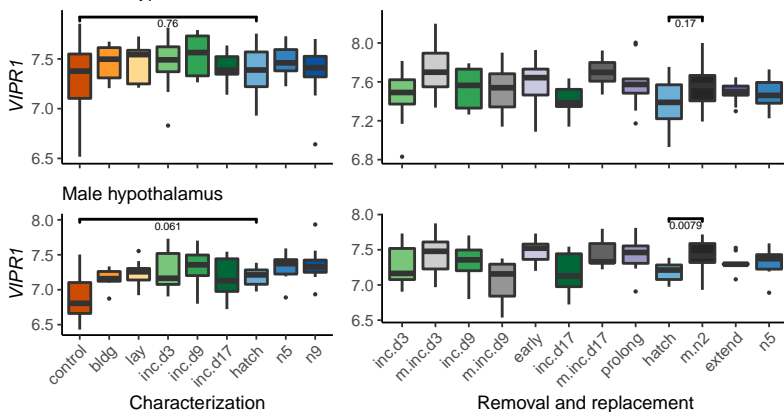 0.76
0.17
VIPR1
7.5
7.0
6.5
8.0
7.6
7.2
6.8
Male hypothalamus
0.061
0.0079
VIPR1
8.0
7.5
7.0
6.5
8.0
7.5
7.0
6.5
control
bldg
lay
inc.d3
inc.d9
inc.d17
hatch
n5
n9
inc.d3
m.inc.d3
inc.d9
m.inc.d9
early
inc.d17
m.inc.d17
prolong
hatch
m.n2
extend
n5
Characterization
Removal and replacement